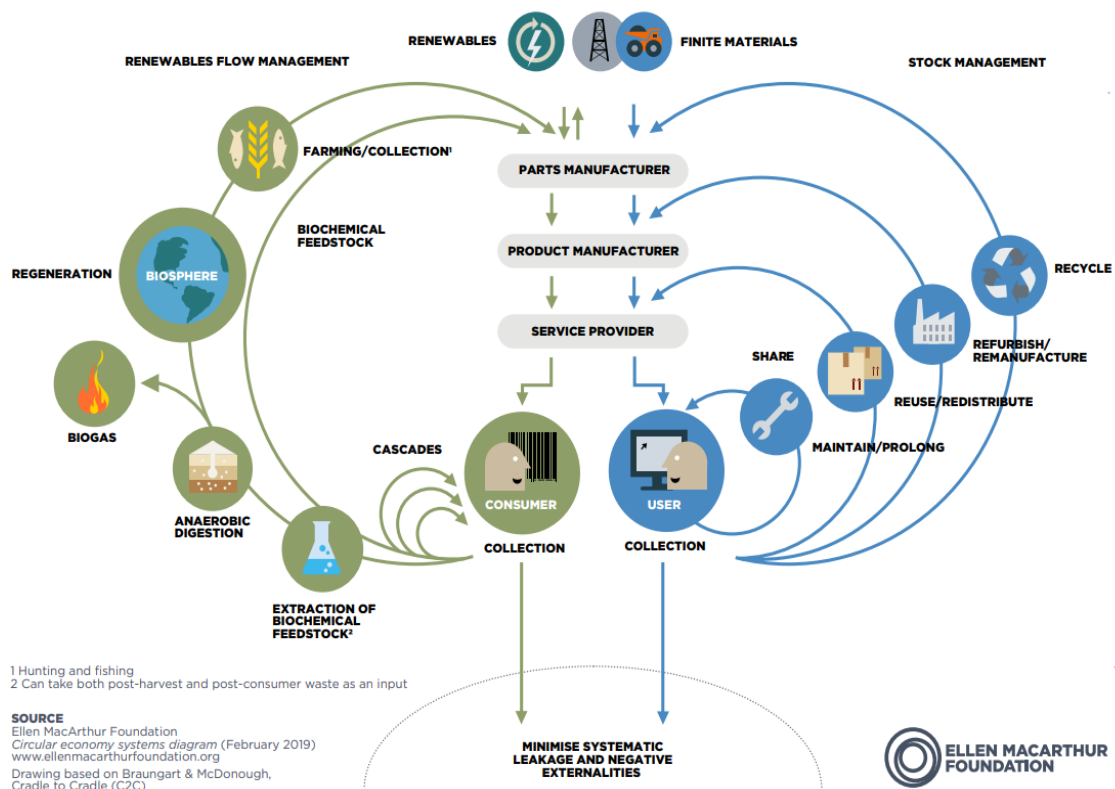 RENEWABLES
FINITE MATERIALS
RENEWABLES FLOW MANAGEMENT
STOCK MANAGEMENT
FARMING/COLLECTION¹
PARTS MANUFACTURER
BIOCHEMICAL
FEEDSTOCK
PRODUCT MANUFACTURER
REGENERATION
BIOSPHERE
RECYCLE
SERVICE PROVIDER
SHARE
REFURBISH/
REMANUFACTURE
REUSE/REDISTRIBUTE
BIOGAS
CASCADES
MAINTAIN/PROLONG
CONSUMER
USER
ANAEROBIC
DIGESTION
COLLECTION
COLLECTION
EXTRACTION OF
BIOCHEMICAL
FEEDSTOCK²
1 Hunting and fishing
2 Can take both post-harvest and post-consumer waste as an input
SOURCE
Ellen MacArthur Foundation
Circular economy systems diagram (February 2019)
www.ellenmacarthurfoundation.org
Drawing based on Braungart & McDonough,
Cradle to Cradle (C2C)
MINIMISE SYSTEMATIC
LEAKAGE AND NEGATIVE
EXTERNALITIES
ELLEN MACARTHUR
FOUNDATION